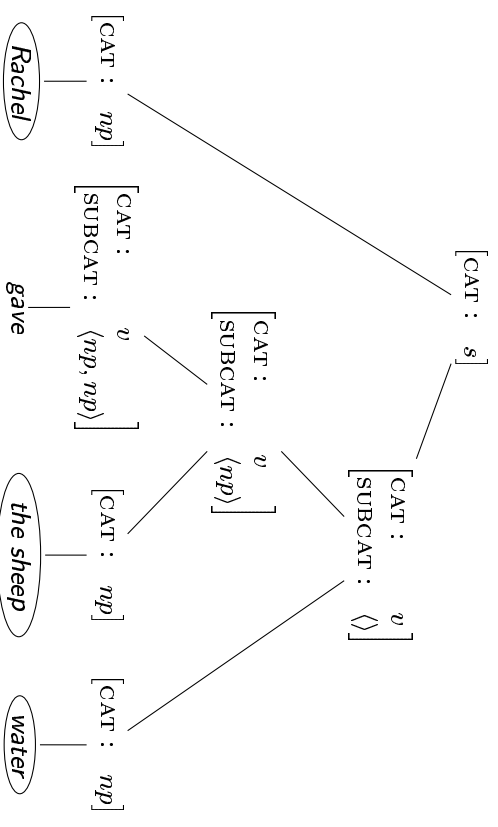 [CAT : s]
[CAT : v
SUBCAT : ⟨⟩]
[CAT : v
SUBCAT : ⟨np⟩]
[CAT : np]
[CAT : v
SUBCAT : ⟨np, np⟩]
[CAT : np]
[CAT : np]
Rachel
gave
the sheep
water